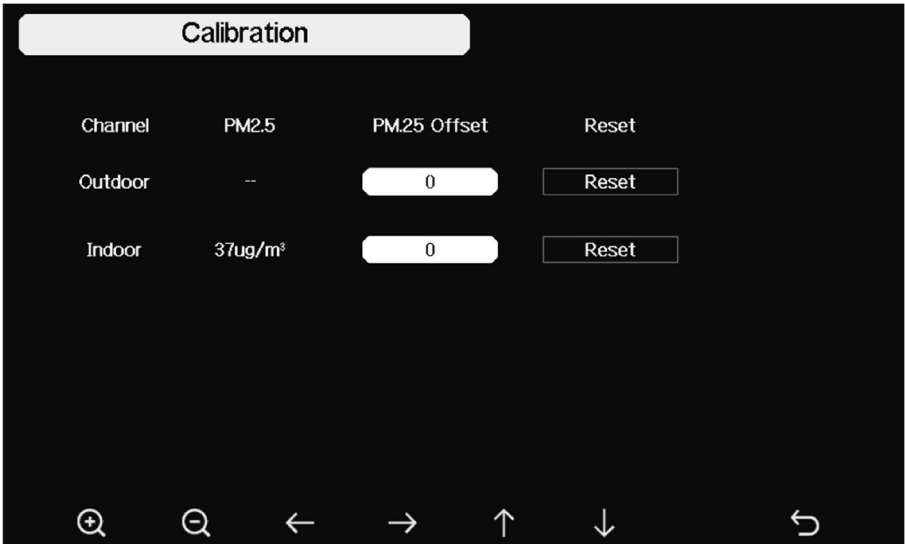 Calibration
Channel PM2.5 PM.25 Offset Reset
Outdoor -- 0 Reset
Indoor 37ug/m³ 0 Reset